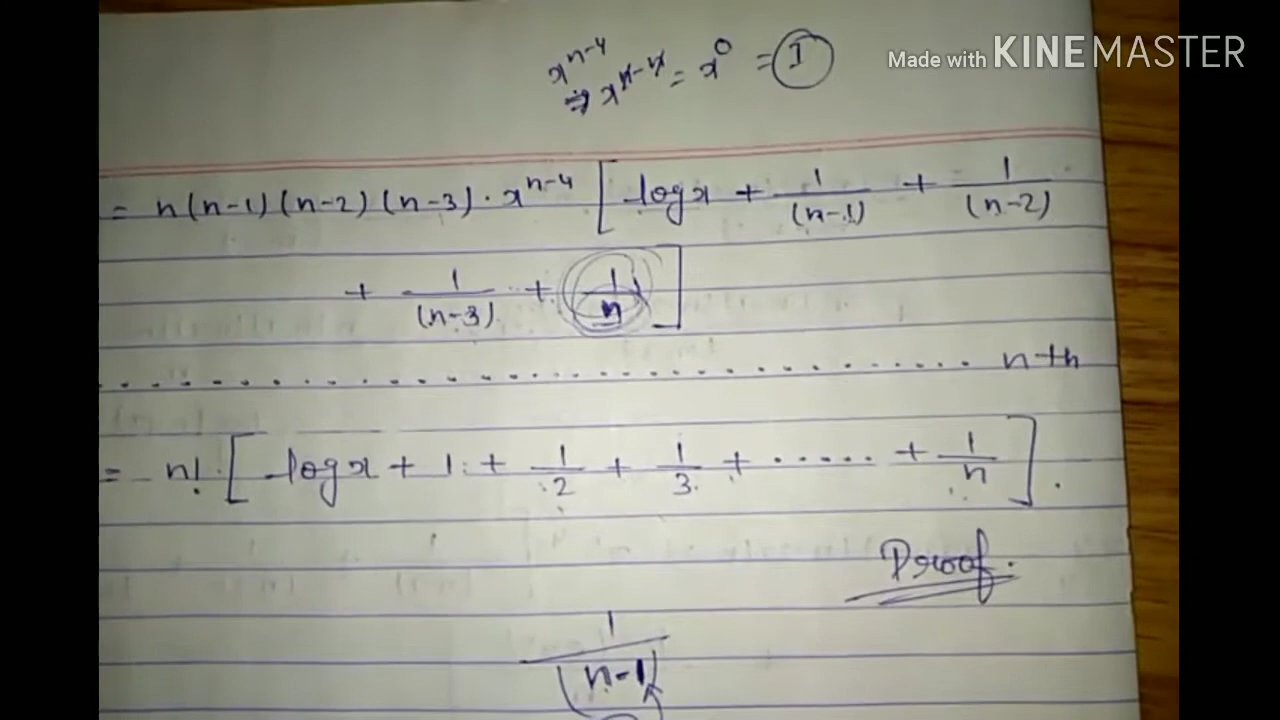 Made with KINEMASTER
x^{n-4}
⇒ x^{n-n} = x^0 = 1
= n(n-1)(n-2)(n-3) · x^{n-4} [ log x + 1/(n-1) + 1/(n-2)
+ 1/(n-3) + 1/n ]
........................................ nth
= n! [ log x + 1 + 1/2 + 1/3 + ...... + 1/n ] .
Proof.
1/(n-1)